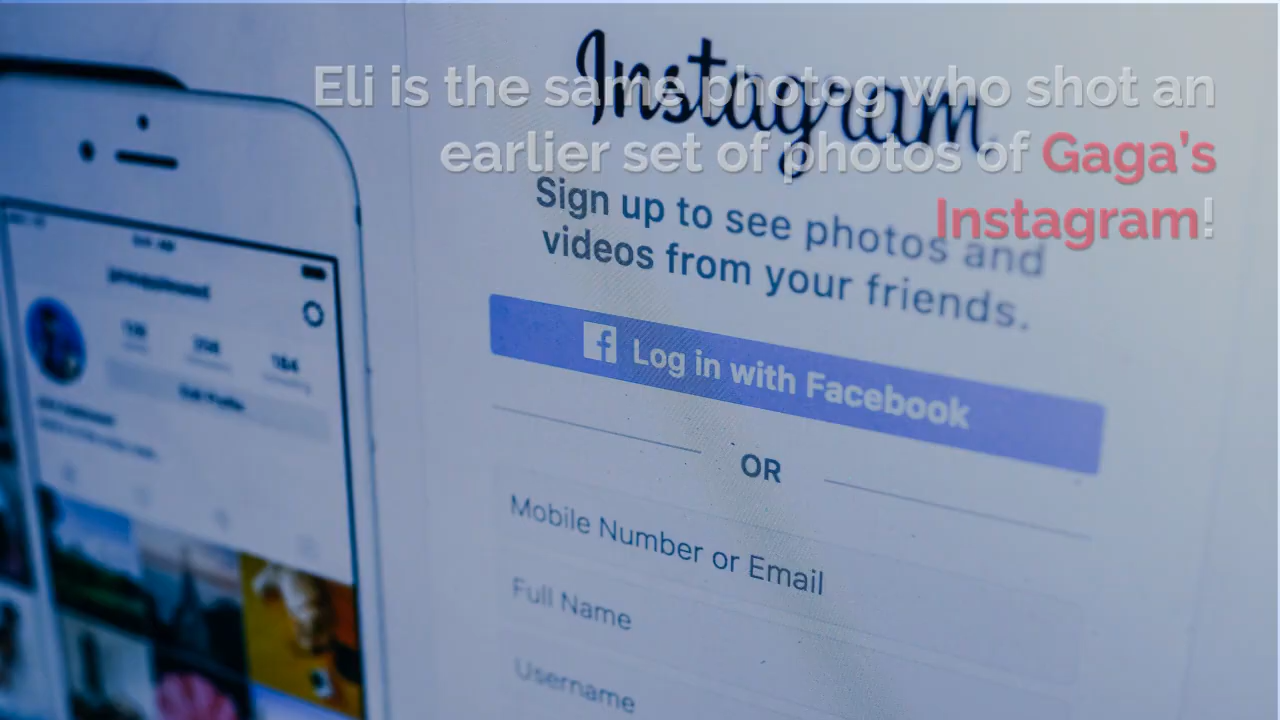 Eli is the same photog who shot an
earlier set of photos of Gaga's
Instagram!
Instagram
Sign up to see photos and
videos from your friends.
Log in with Facebook
OR
Mobile Number or Email
Full Name
Username